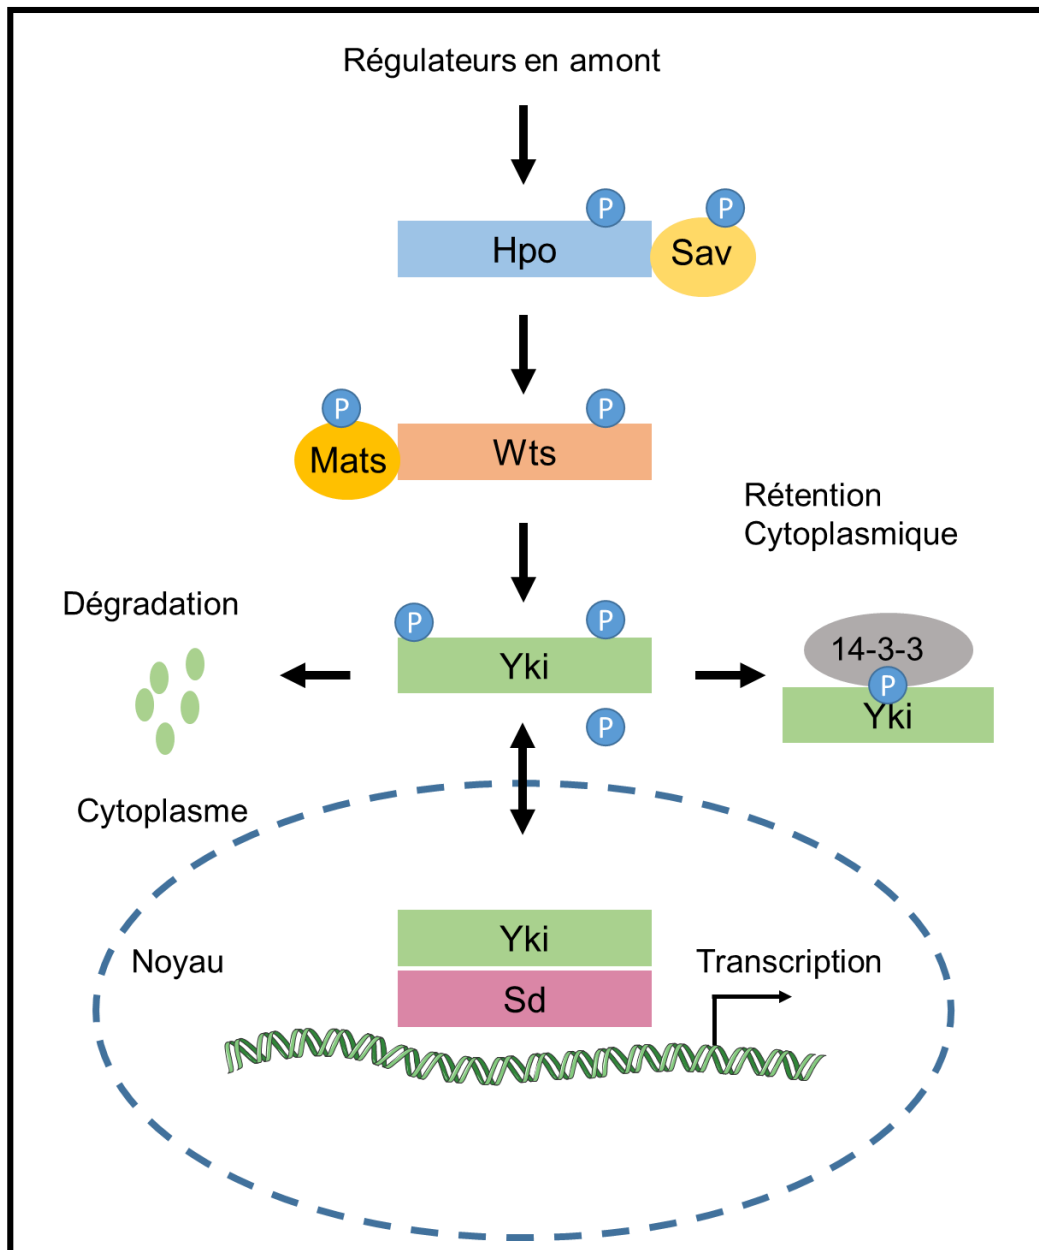 Régulateurs en amont
P
P
Hpo
Sav
P
P
Mats
Wts
Rétention
Cytoplasmique
Dégradation
P
P
Yki
14-3-3
P
Yki
P
Cytoplasme
Yki
Noyau
Transcription
Sd